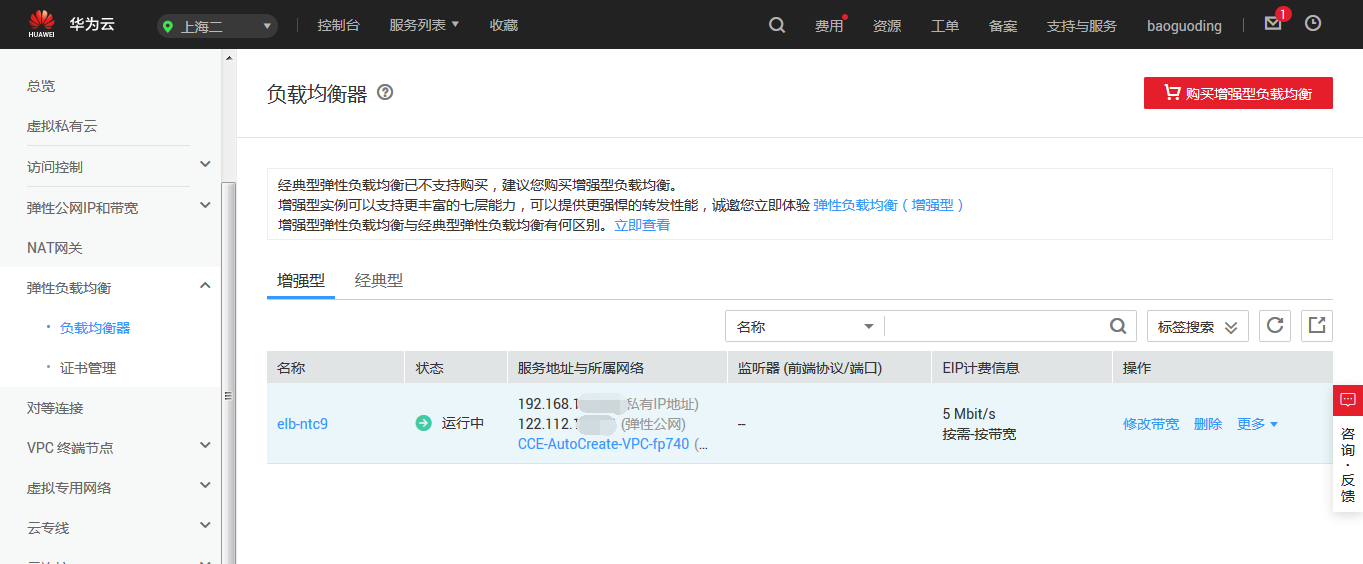 HUAWEI
华为云
上海二
控制台
服务列表
收藏
费用
资源
工单
备案
支持与服务
baoguoding
1
总览
虚拟私有云
访问控制
弹性公网IP和带宽
NAT网关
弹性负载均衡
负载均衡器
证书管理
对等连接
VPC 终端节点
虚拟专用网络
云专线
负载均衡器
购买增强型负载均衡
经典型弹性负载均衡已不支持购买，建议您购买增强型负载均衡。
增强型实例可以支持更丰富的七层能力，可以提供更强悍的转发性能，诚邀您立即体验 弹性负载均衡（增强型）
增强型弹性负载均衡与经典型弹性负载均衡有何区别。立即查看
增强型
经典型
名称
标签搜索
名称
状态
服务地址与所属网络
监听器 (前端协议/端口)
EIP计费信息
操作
elb-ntc9
运行中
192.168.1 私有IP地址)
122.112.1 (弹性公网)
CCE-AutoCreate-VPC-fp740 (...
--
5 Mbit/s
按需-按带宽
修改带宽
删除
更多
咨询·反馈